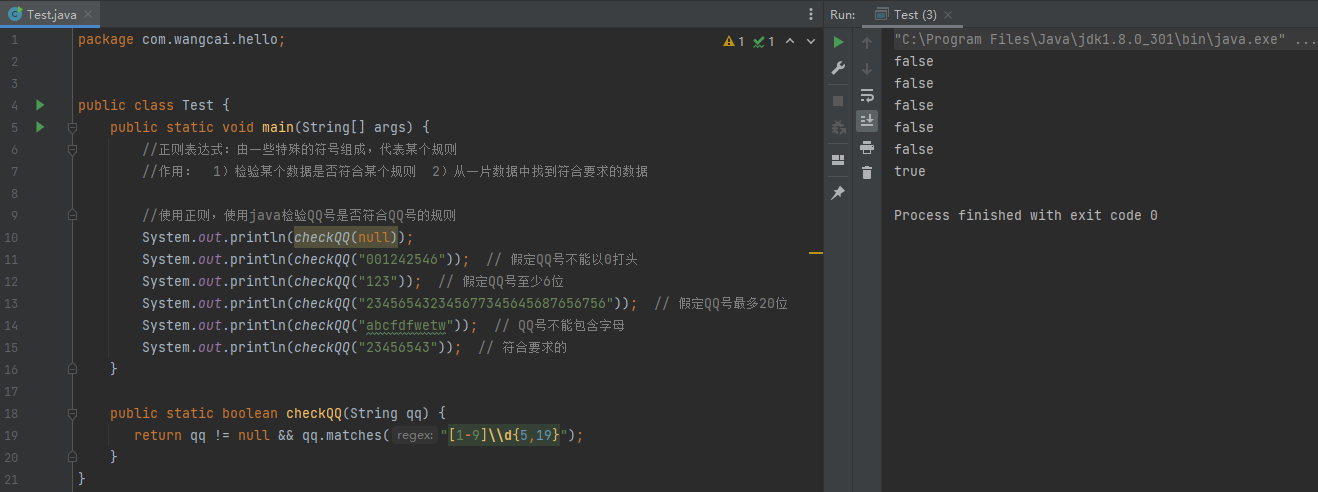 Test.java
1 package com.wangcai.hello;
1 1
2
3
4 public class Test {
5 public static void main(String[] args) {
6 //正则表达式：由一些特殊的符号组成，代表某个规则
7 //作用： 1）检验某个数据是否符合某个规则 2）从一片数据中找到符合要求的数据
8
9 //使用正则，使用java检验QQ号是否符合QQ号的规则
10 System.out.println(checkQQ(null));
11 System.out.println(checkQQ("001242546")); // 假定QQ号不能以0打头
12 System.out.println(checkQQ("123")); // 假定QQ号至少6位
13 System.out.println(checkQQ("234565432345677345645687656756")); // 假定QQ号最多20位
14 System.out.println(checkQQ("abcfdfwetw")); // QQ号不能包含字母
15 System.out.println(checkQQ("23456543")); // 符合要求的
16 }
17
18 public static boolean checkQQ(String qq) {
19 return qq != null && qq.matches( regex: "[1-9]\\d{5,19}");
20 }
21 }
Run: Test (3)
"C:\Program Files\Java\jdk1.8.0_301\bin\java.exe" ...
false
false
false
false
false
true
Process finished with exit code 0